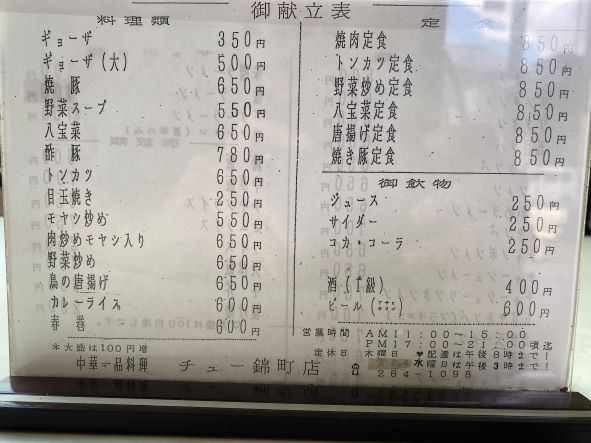 御献立表
料理類
ギョーザ 350円
ギョーザ(大) 500円
焼豚 650円
野菜スープ 550円
八宝菜 650円
酢豚 780円
トンカツ 650円
目玉焼き 250円
モヤシ炒め 550円
肉炒めモヤシ入り 650円
野菜炒め 650円
鳥の唐揚げ 650円
カレーライス 600円
春巻 600円
*大盛は100円増
定食
焼肉定食 850円
トンカツ定食 850円
野菜炒め定食 850円
八宝菜定食 850円
唐揚げ定食 850円
焼き豚定食 850円
御飲物
ジュース 250円
サイダー 250円
コカ・コーラ 250円
酒(1級) 400円
ビール(アサヒ キリン) 600円
営業時間 AM11:00~15:00
PM17:00~21:00頃迄
定休日 木曜日 ♥配達は午後8時まで!
水曜日は午後3時まで!
中華一品料理 チュー錦町店
264-1098